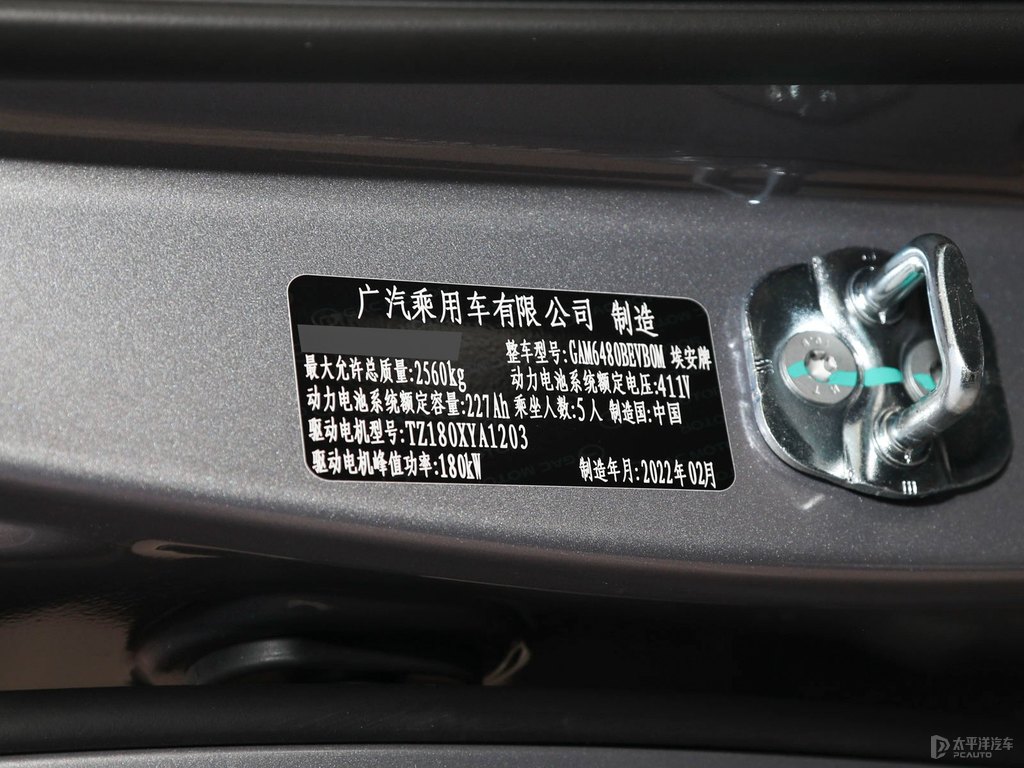 广汽乘用车有限公司 制造
整车型号:GAM6480BEVB0M 埃安牌
最大允许总质量:2560kg 动力电池系统额定电压:411V
动力电池系统额定容量:227Ah 乘坐人数:5人 制造国:中国
驱动电机型号:TZ180XYA1203
驱动电机峰值功率:180kW 制造年月:2022年02月
太平洋汽车
PCAUTO